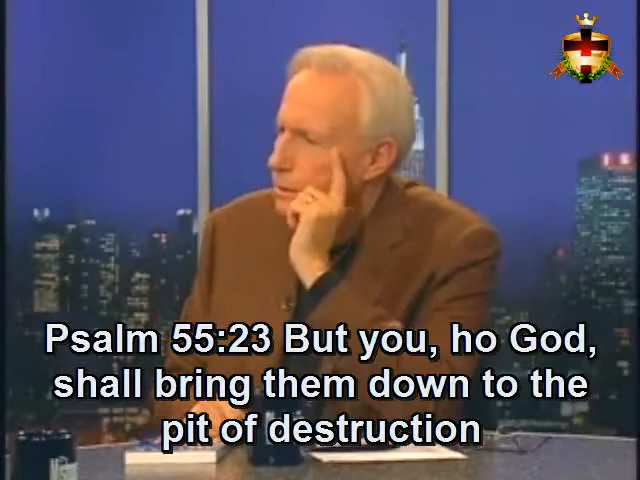 Psalm 55:23 But you, ho God,
shall bring them down to the
pit of destruction